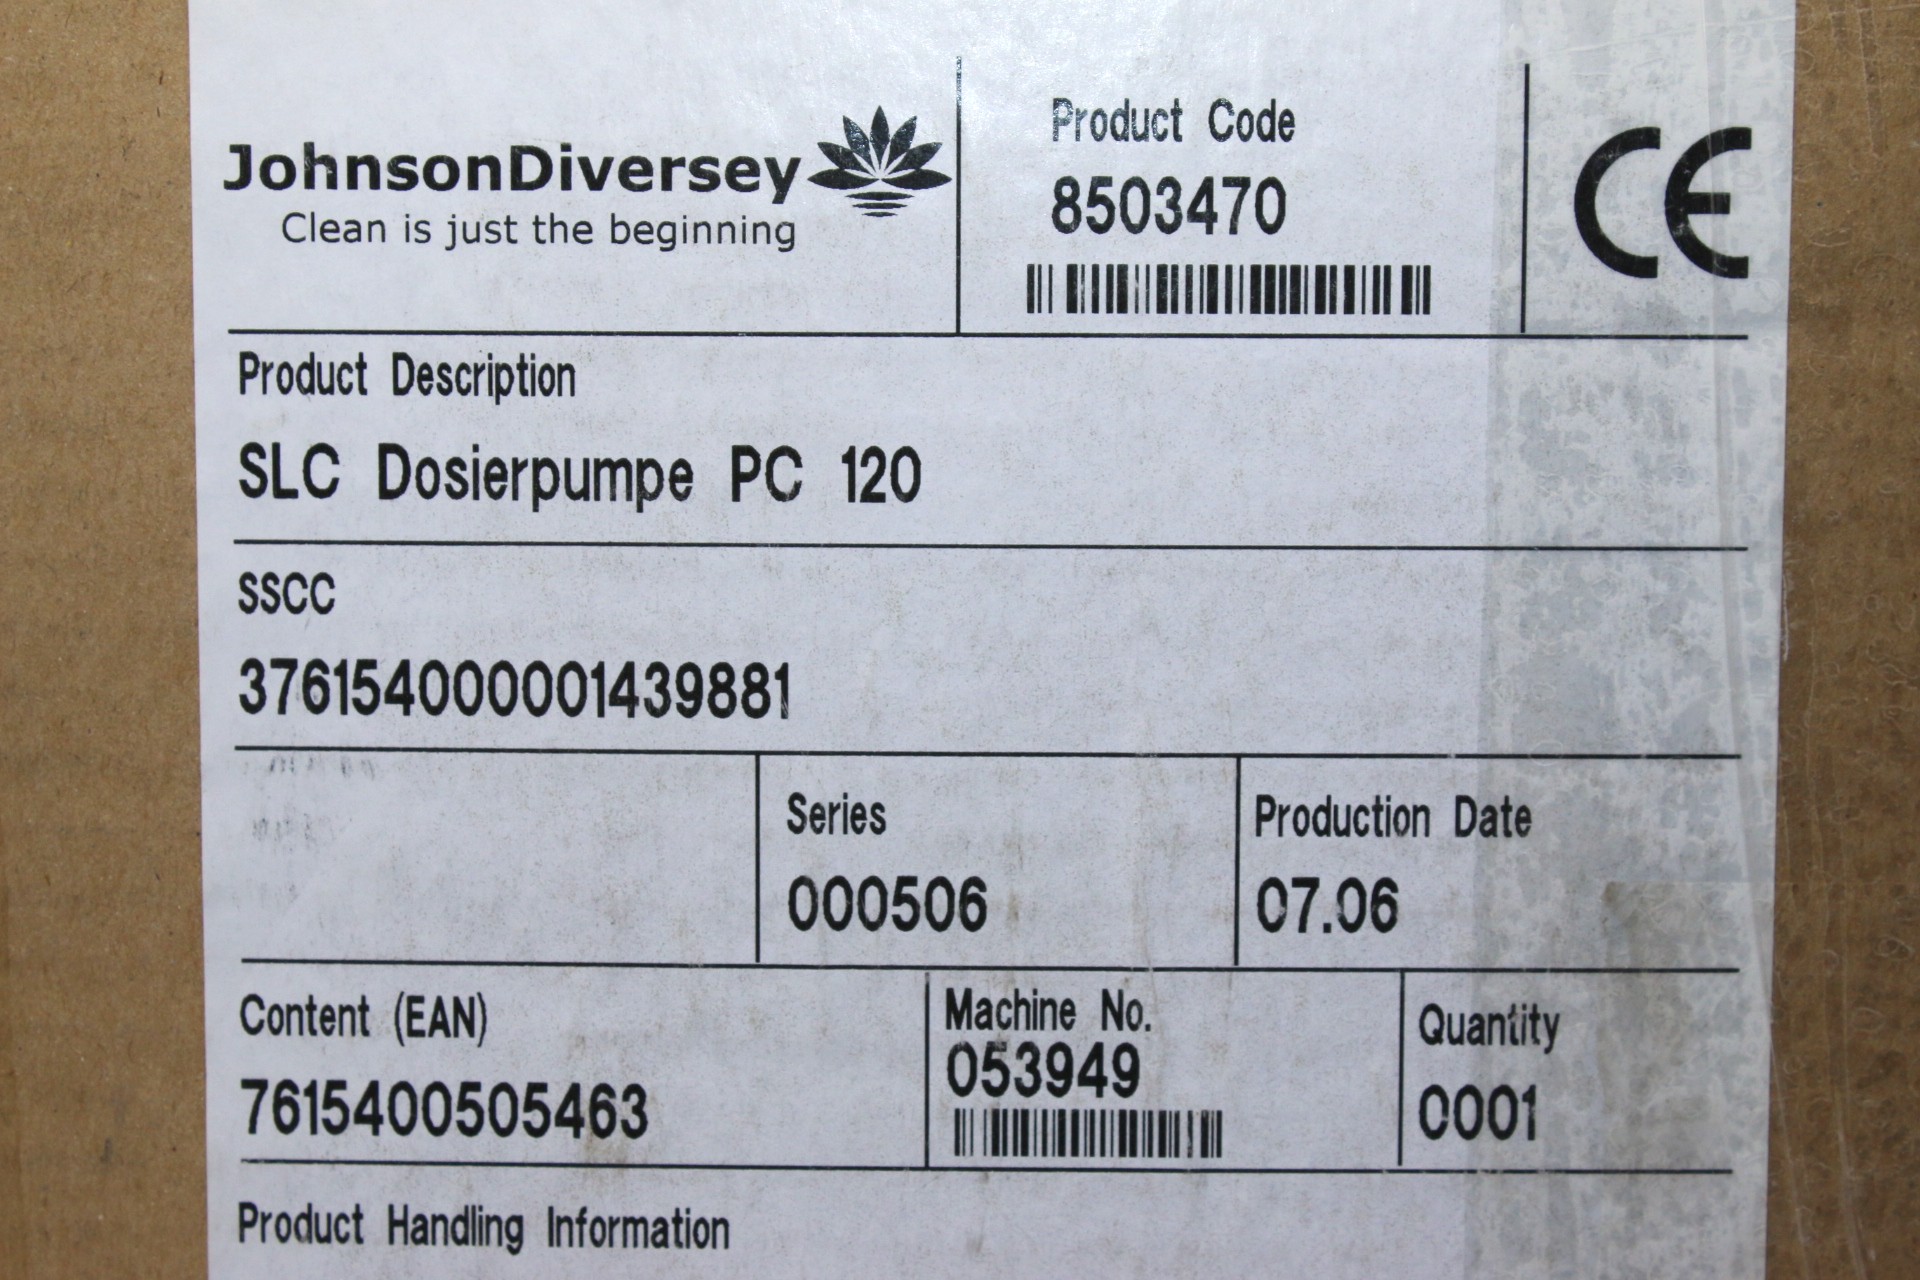 JohnsonDiversey
Clean is just the beginning
Product Code
8503470
CE
Product Description
SLC Dosierpumpe PC 120
SSCC
376154000001439881
Series
000506
Production Date
07.06
Content (EAN)
7615400505463
Machine No.
053949
Quantity
0001
Product Handling Information